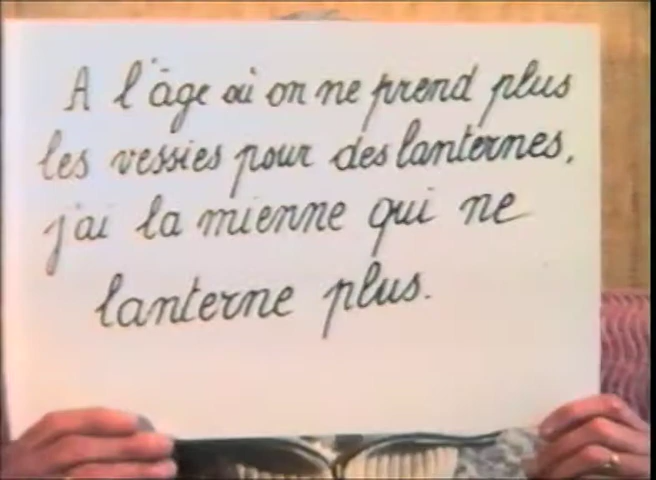 A l'âge où on ne prend plus
les vessies pour des lanternes,
j'ai la mienne qui ne
lanterne plus.